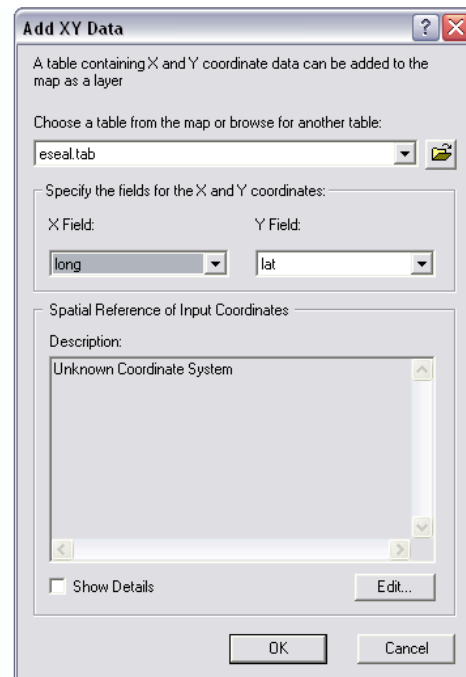 Add XY Data
A table containing X and Y coordinate data can be added to the
map as a layer
Choose a table from the map or browse for another table:
eseal.tab
Specify the fields for the X and Y coordinates:
X Field: Y Field:
long lat
Spatial Reference of Input Coordinates
Description:
Unknown Coordinate System
Show Details Edit...
OK Cancel